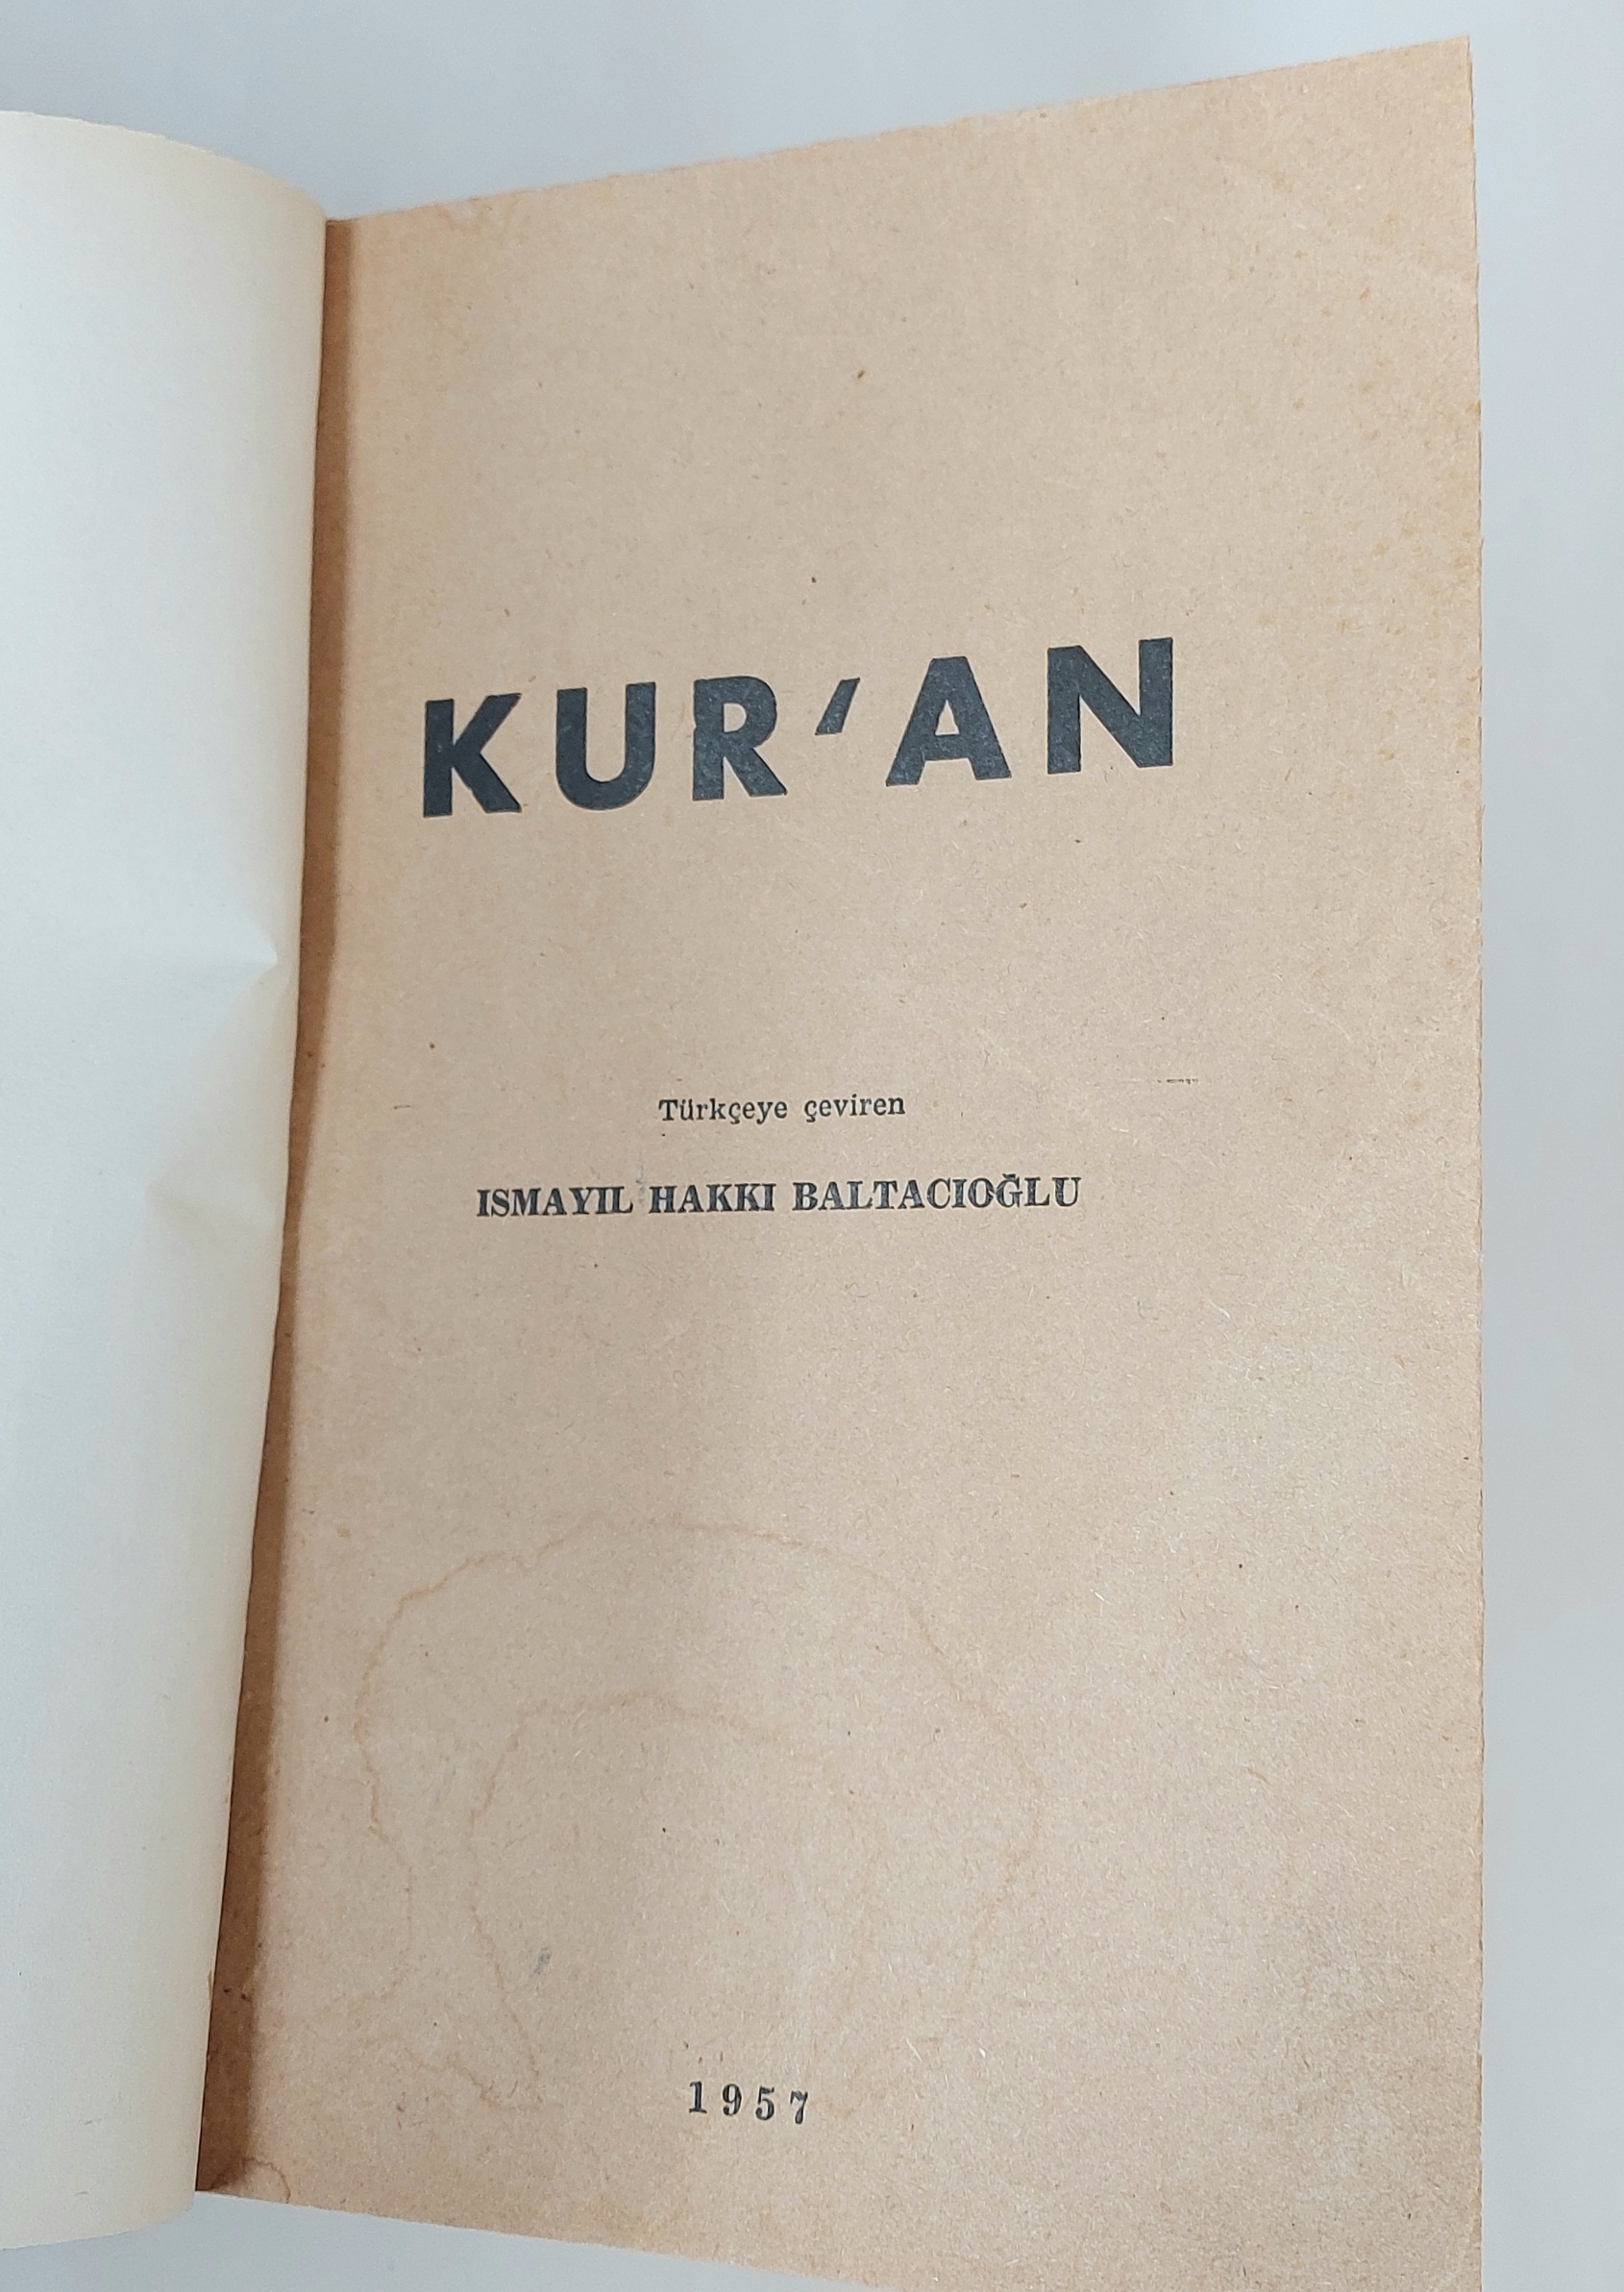 KUR'AN
Türkçeye çeviren
ISMAYIL HAKKI BALTACIOĞLU
1957